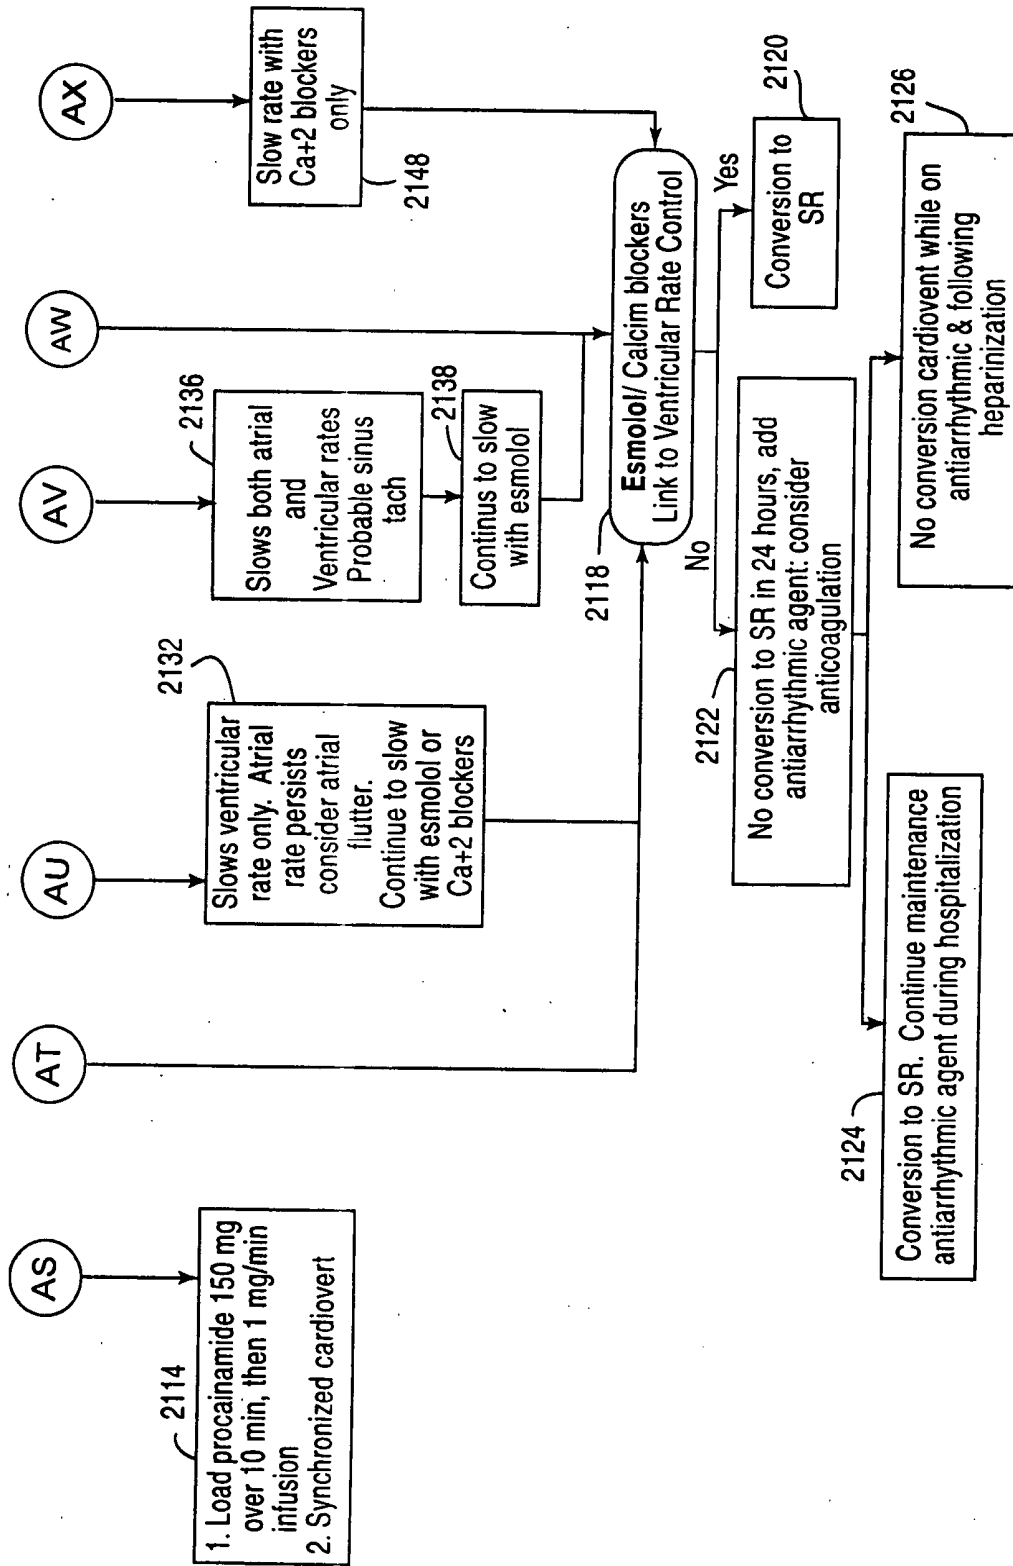 AS
AT
AU
AV
AW
AX
2114
1. Load procainamide 150 mg
over 10 min, then 1 mg/min
infusion
2. Synchronized cardiovert
2132
Slows ventricular
rate only. Atrial
rate persists
consider atrial
flutter.
Continue to slow
with esmolol or
Ca+2 blockers
2136
Slows both atrial
and
Ventricular rates
Probable sinus
tach
2138
Continus to slow
with esmolol
Slow rate with
Ca+2 blockers
only
2148
2118
Esmolol/ Calcim blockers
Link to Ventricular Rate Control
No
Yes
2122
No conversion to SR in 24 hours, add
antiarrhythmic agent: consider
anticoagulation
Conversion to
SR
2120
2124
Conversion to SR. Continue maintenance
antiarrhythmic agent during hospitalization
No conversion cardiovent while on
antiarrhythmic & following
heparinization
2126